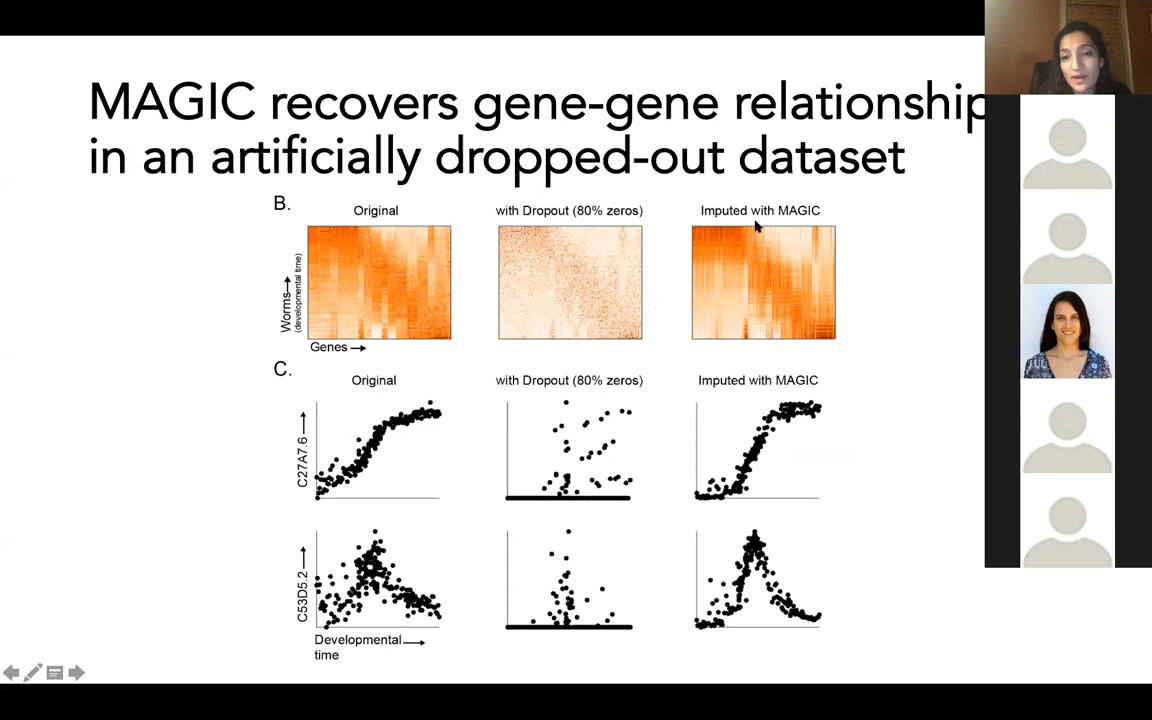 MAGIC recovers gene-gene relationship
in an artificially dropped-out dataset
B.
Original
with Dropout (80% zeros)
Imputed with MAGIC
Worms
(developmental time)
Genes
C.
Original
with Dropout (80% zeros)
Imputed with MAGIC
C27A7.6
C53D5.2
Developmental
time